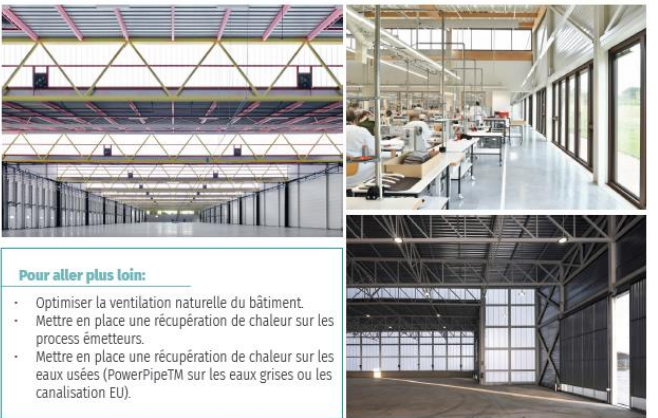 Pour aller plus loin:
· Optimiser la ventilation naturelle du bâtiment.
· Mettre en place une récupération de chaleur sur les
process émetteurs.
· Mettre en place une récupération de chaleur sur les
eaux usées (PowerPipeTM sur les eaux grises ou les
canalisation EU).